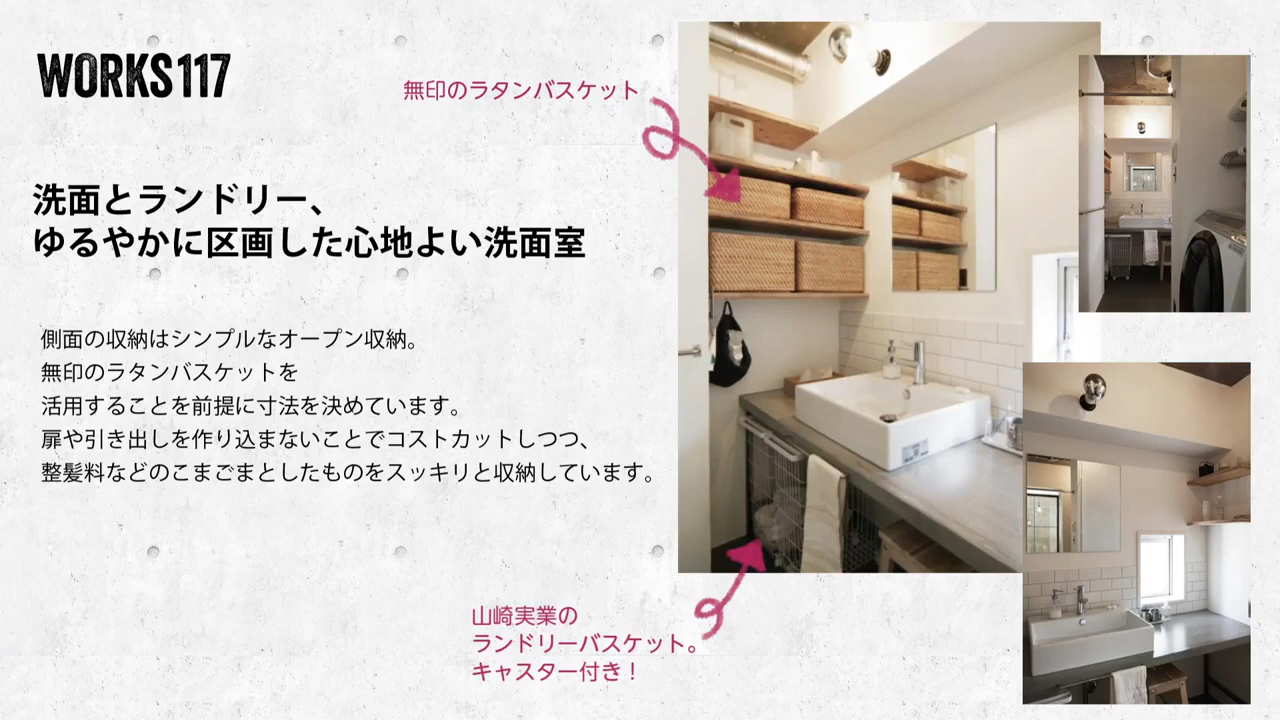 WORKS117
無印のラタンバスケット
洗面とランドリー、
ゆるやかに区画した心地よい洗面室
側面の収納はシンプルなオープン収納。
無印のラタンバスケットを
活用することを前提に寸法を決めています。
扉や引き出しを作り込まないことでコストカットしつつ、
整髪料などのこまごまとしたものをスッキリと収納しています。
山崎実業の
ランドリーバスケット。
キャスター付き！